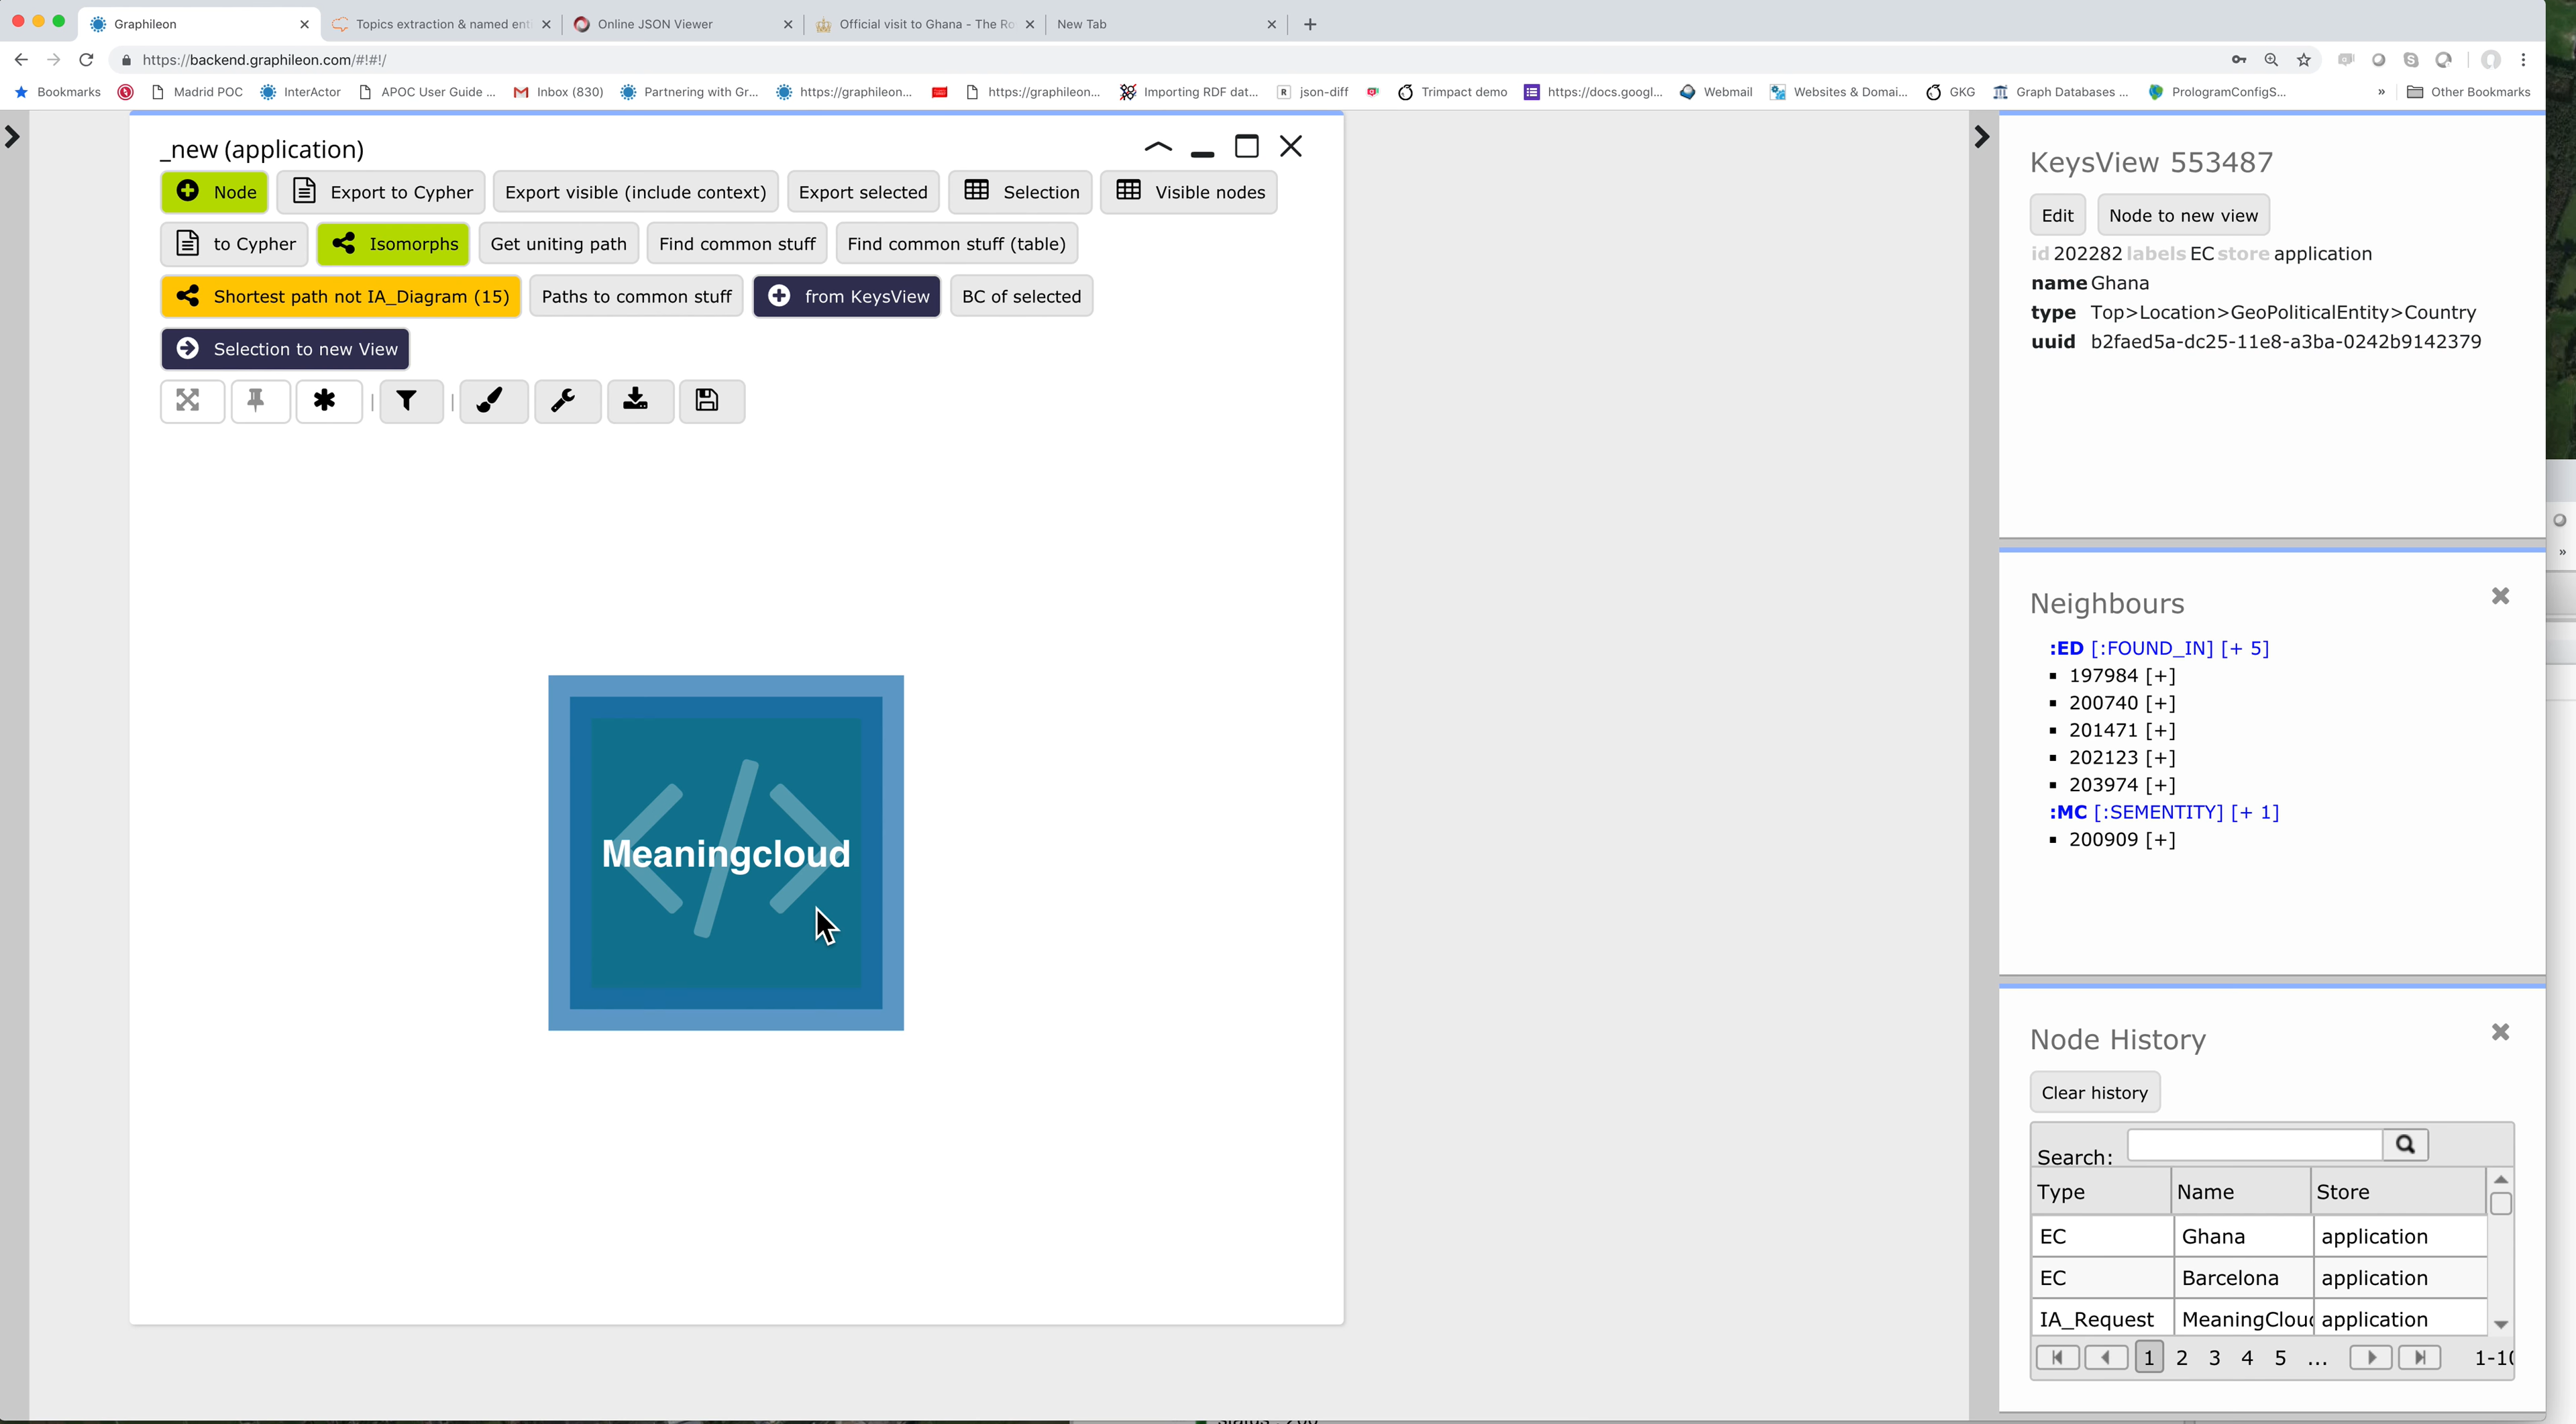 Graphileon
Topics extraction & named ent
Online JSON Viewer
Official visit to Ghana - The Ro
New Tab
https://backend.graphileon.com/#!#!/
Bookmarks
Madrid POC
InterActor
APOC User Guide ...
Inbox (830)
Partnering with Gr...
https://graphileon...
https://graphileon...
Importing RDF dat...
json-diff
Trimpact demo
https://docs.googl...
Webmail
Websites & Domai...
GKG
Graph Databases ...
PrologramConfigS...
»
Other Bookmarks
_new (application)
Node
Export to Cypher
Export visible (include context)
Export selected
Selection
Visible nodes
to Cypher
Isomorphs
Get uniting path
Find common stuff
Find common stuff (table)
Shortest path not IA_Diagram (15)
Paths to common stuff
from KeysView
BC of selected
Selection to new View
Meaningcloud
KeysView 553487
Edit
Node to new view
id 202282 labels EC store application
name Ghana
type Top>Location>GeoPoliticalEntity>Country
uuid b2faed5a-dc25-11e8-a3ba-0242b9142379
Neighbours
:ED [:FOUND_IN] [+ 5]
197984 [+]
200740 [+]
201471 [+]
202123 [+]
203974 [+]
:MC [:SEMENTITY] [+ 1]
200909 [+]
Node History
Clear history
Search:
Type Name Store
EC Ghana application
EC Barcelona application
IA_Request MeaningClou application
1 2 3 4 5 ... 1-10